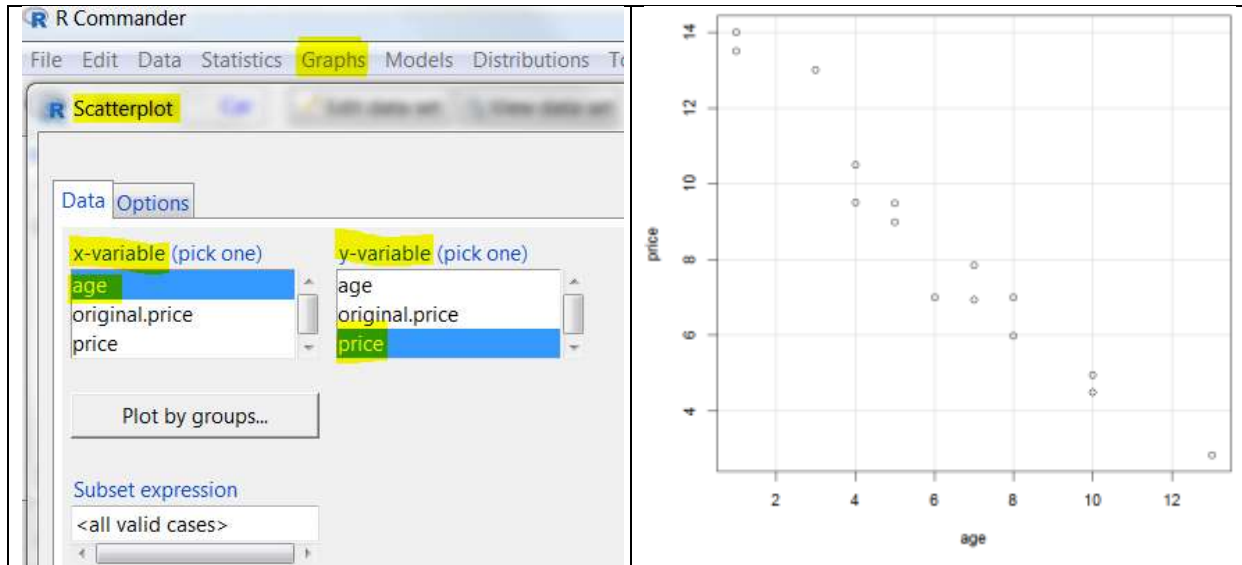 R Commander
File Edit Data Statistics Graphs Models Distributions
Scatterplot
Data Options
x-variable (pick one) y-variable (pick one)
age age
original.price original.price
price price
Plot by groups...
Subset expression
<all valid cases>
price
14
12
10
8
6
4
2 4 6 8 10 12
age